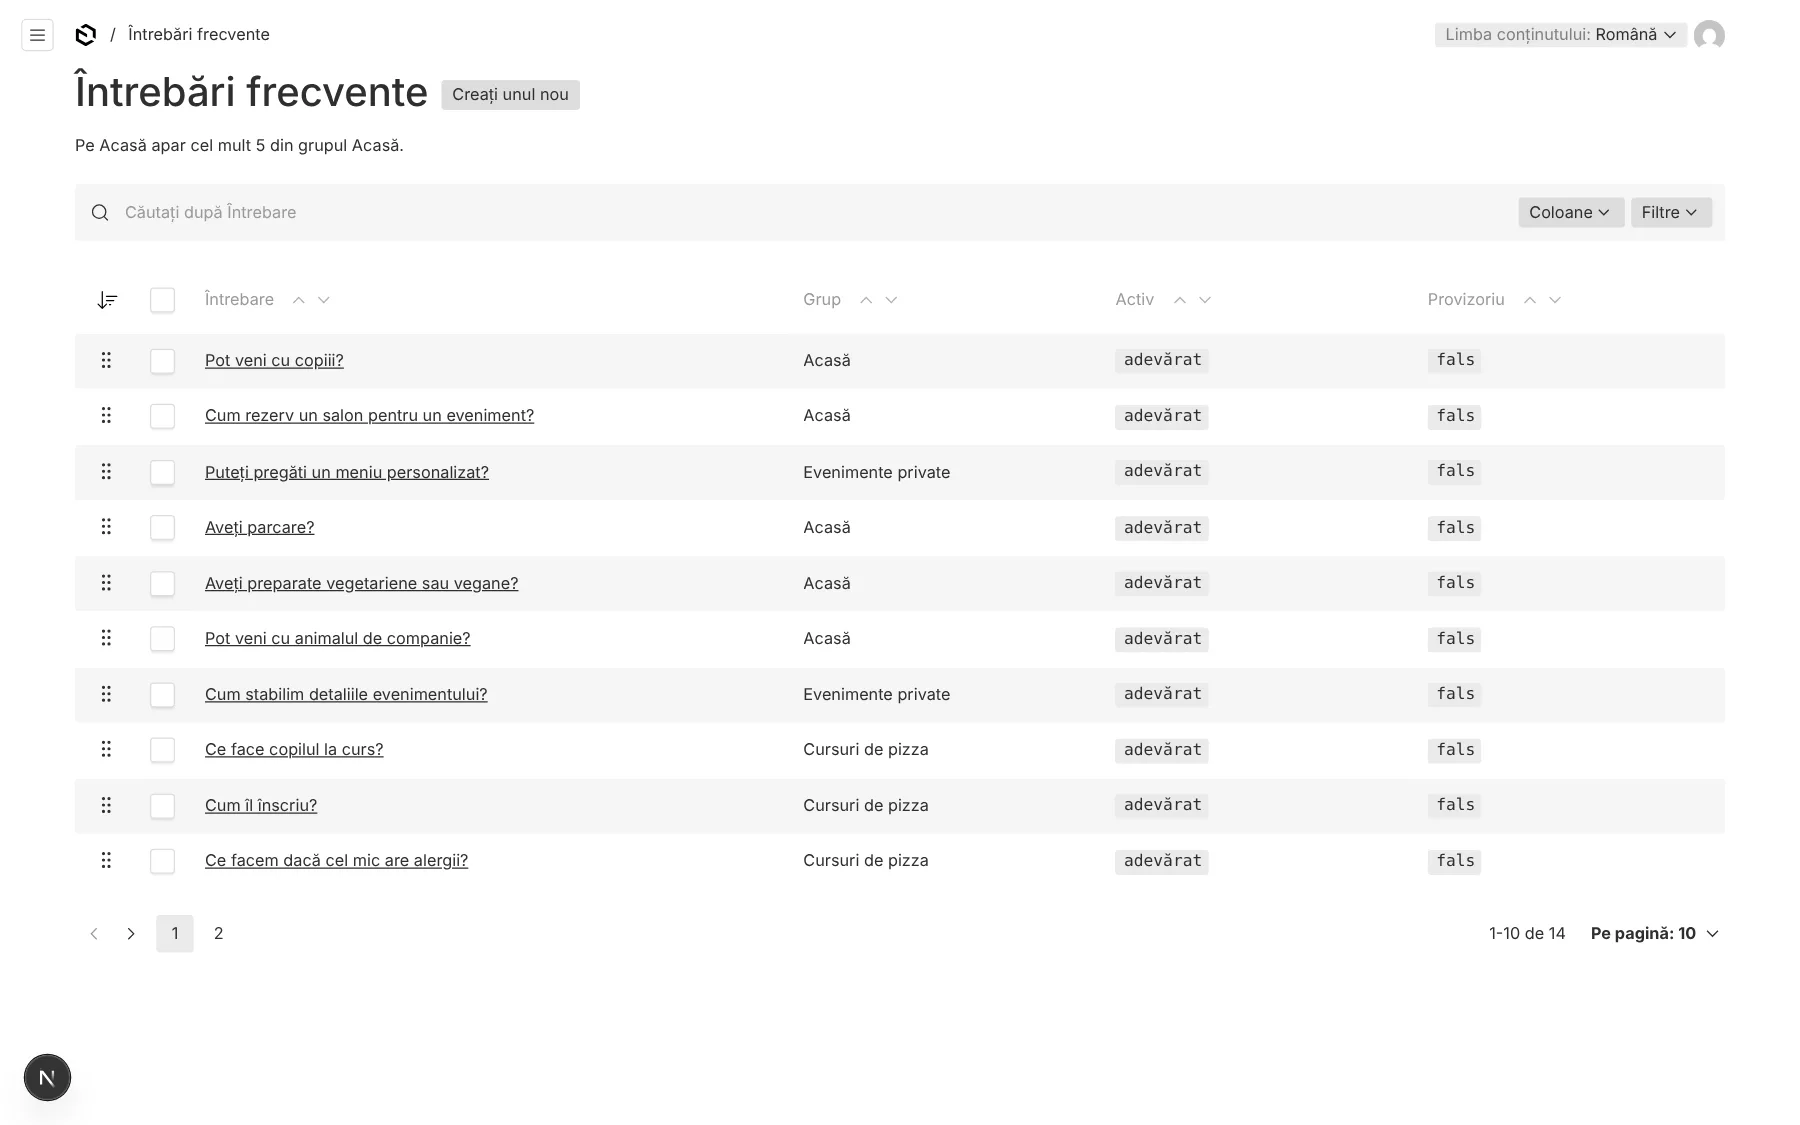 / Întrebări frecvente
Limba conținutului: Română
Întrebări frecvente
Creați unul nou
Pe Acasă apar cel mult 5 din grupul Acasă.
Căutați după Întrebare
Coloane
Filtre
Întrebare Grup Activ Provizoriu
Pot veni cu copiii? Acasă adevărat fals
Cum rezerv un salon pentru un eveniment? Acasă adevărat fals
Puteți pregăti un meniu personalizat? Evenimente private adevărat fals
Aveți parcare? Acasă adevărat fals
Aveți preparate vegetariene sau vegane? Acasă adevărat fals
Pot veni cu animalul de companie? Acasă adevărat fals
Cum stabilim detaliile evenimentului? Evenimente private adevărat fals
Ce face copilul la curs? Cursuri de pizza adevărat fals
Cum îl înscriu? Cursuri de pizza adevărat fals
Ce facem dacă cel mic are alergii? Cursuri de pizza adevărat fals
1 2
1-10 de 14
Pe pagină: 10
N